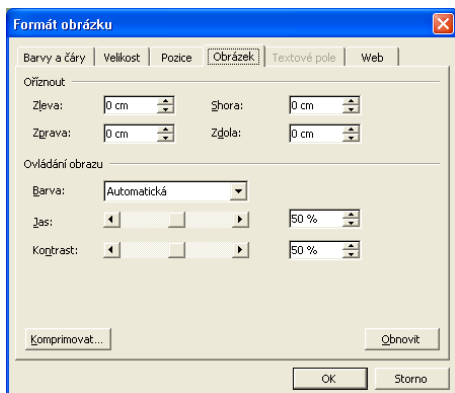 Formát obrázku
Barvy a čáry Velikost Pozice Obrázek Textové pole Web
Oříznout
Zleva: 0 cm Shora: 0 cm
Zprava: 0 cm Zdola: 0 cm
Ovládání obrazu
Barva: Automatická
Jas: 50 %
Kontrast: 50 %
Komprimovat... Obnovit
OK Storno